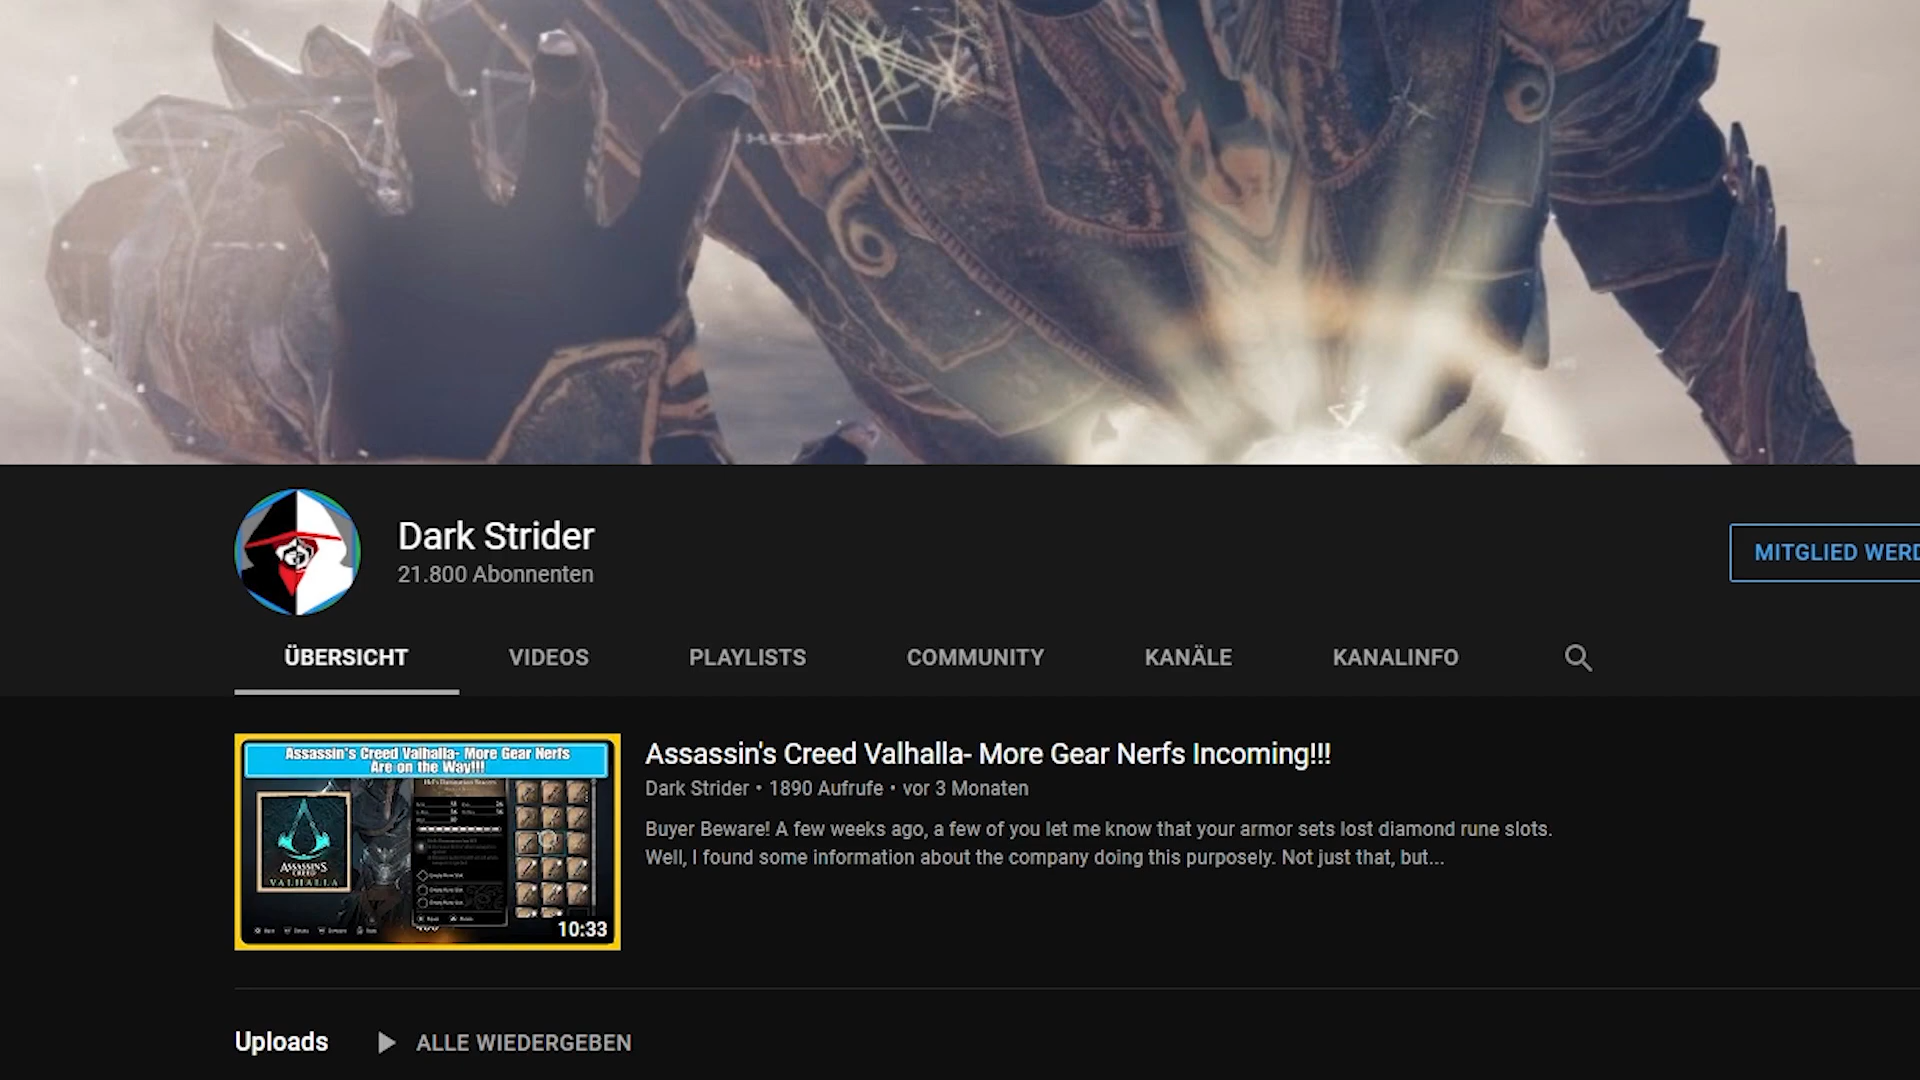 Dark Strider
21.800 Abonnenten
MITGLIED WERD
ÜBERSICHT
VIDEOS
PLAYLISTS
COMMUNITY
KANÄLE
KANALINFO
Assassin's Creed Valhalla- More Gear Nerfs
Are on the Way!!!
ASSASSIN'S
CREED
VALHALLA
10:33
Assassin's Creed Valhalla- More Gear Nerfs Incoming!!!
Dark Strider • 1890 Aufrufe • vor 3 Monaten
Buyer Beware! A few weeks ago, a few of you let me know that your armor sets lost diamond rune slots.
Well, I found some information about the company doing this purposely. Not just that, but...
Uploads
ALLE WIEDERGEBEN